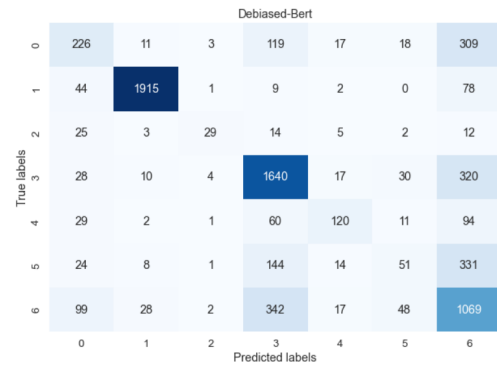 Debiased-Bert
0 226 11 3 119 17 18 309
1 44 1915 1 9 2 0 78
2 25 3 29 14 5 2 12
3 28 10 4 1640 17 30 320
4 29 2 1 60 120 11 94
5 24 8 1 144 14 51 331
6 99 28 2 342 17 48 1069
True labels
0 1 2 3 4 5 6
Predicted labels